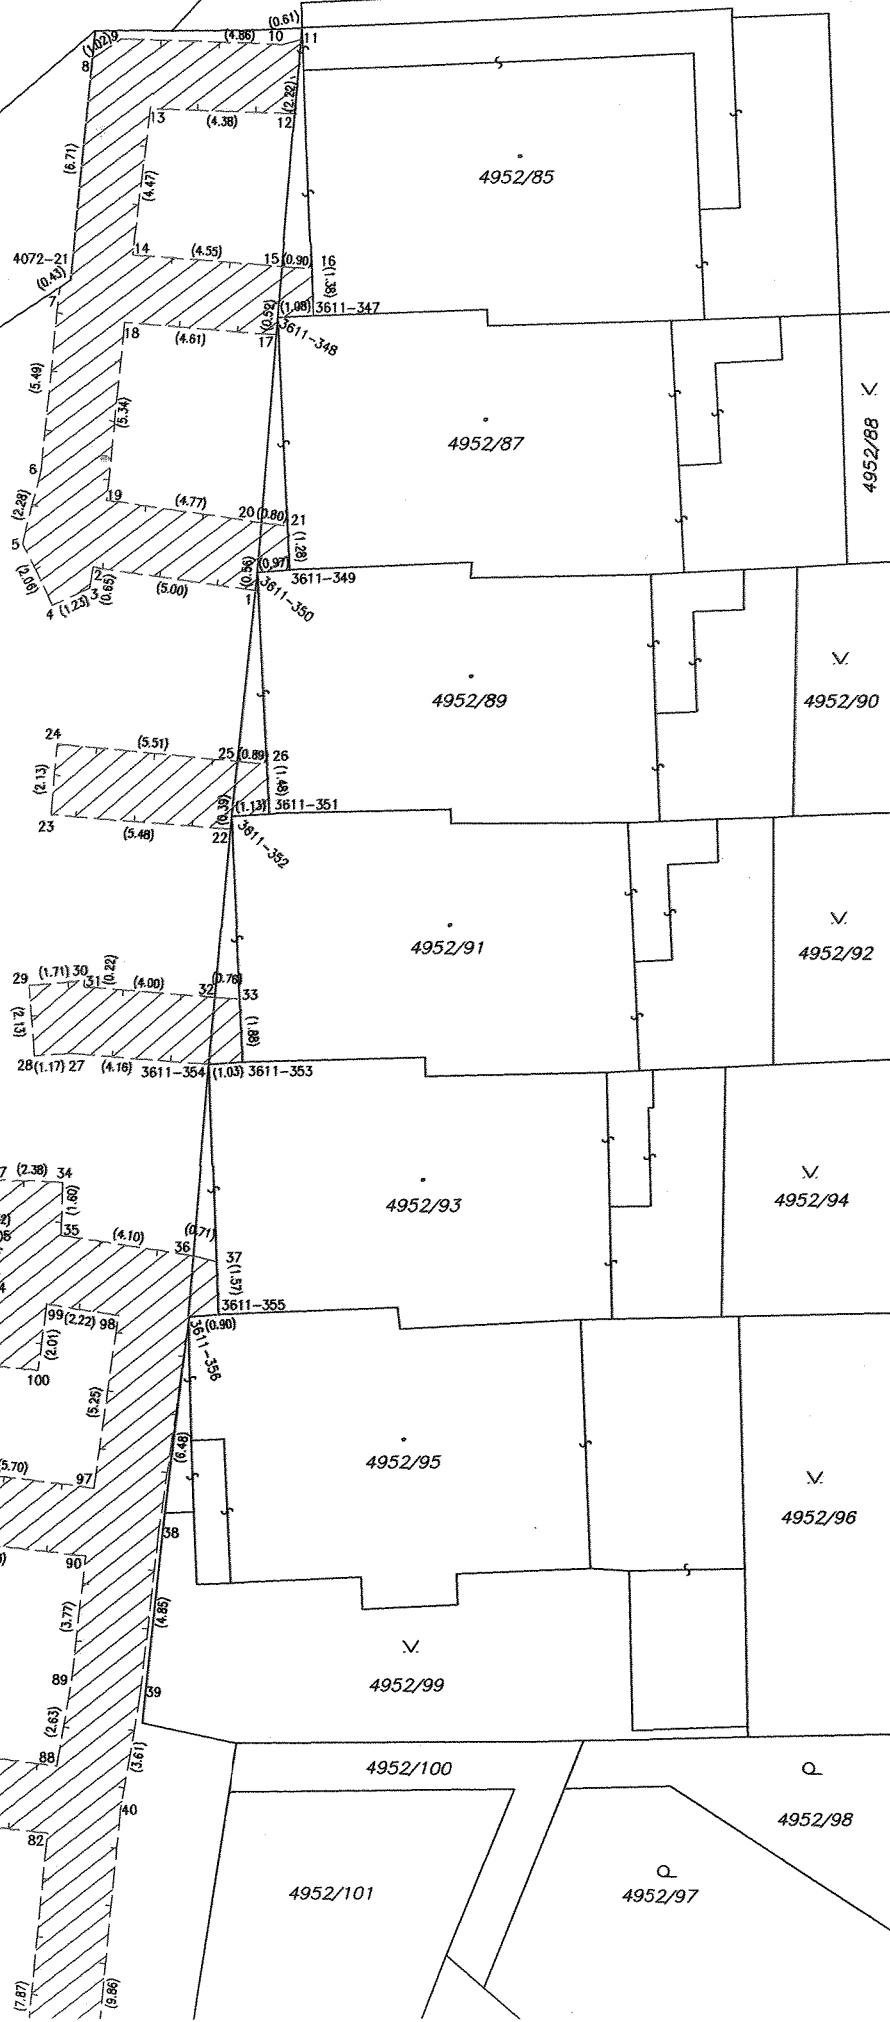 (0.61)
(1.02) 9 (4.86) 10 11
8
(2.22)
13 (4.38) 12
(6.71)
(4.47)
4952/85
14 (4.55) 15 (0.90) 16
4072-21
(0.43)
(1.38)
7
(0.52) (1.08) 3611-347
18 (4.61) 17 3611-348
(5.49)
(5.34)
4952/87
V.
4952/88
6
19 (4.77) 20 (0.80) 21
(2.28)
5
(1.28)
(2.06)
2
(0.56) (0.97) 3611-349
4 (1.23) 3 (0.65) (5.00) 1 3611-350
4952/89
V.
4952/90
24 (5.51) 25 (0.89) 26
(2.13)
(1.48)
(0.39) (1.13) 3611-351
23 (5.48) 22 3611-352
4952/91
V.
4952/92
29 (1.71) 30 31 (0.22) (4.00) 32 (0.76) 33
(2.13)
(1.88)
28 (1.17) 27 (4.16) 3611-354 (1.03) 3611-353
7 (2.38) 34
(1.60)
4952/93
V.
4952/94
35 (4.10) 36 (0.71) 37
(1.57)
3611-355
99 (2.22) 98 (0.90)
3611-356
(2.01)
100
(5.25)
(6.48)
4952/95
5.70)
97
V.
4952/96
38
90
(3.77)
(4.85)
V.
4952/99
89
39
(2.63)
88
(3.61)
4952/100
40
4952/98
82
4952/101
4952/97
(7.87)
(9.86)